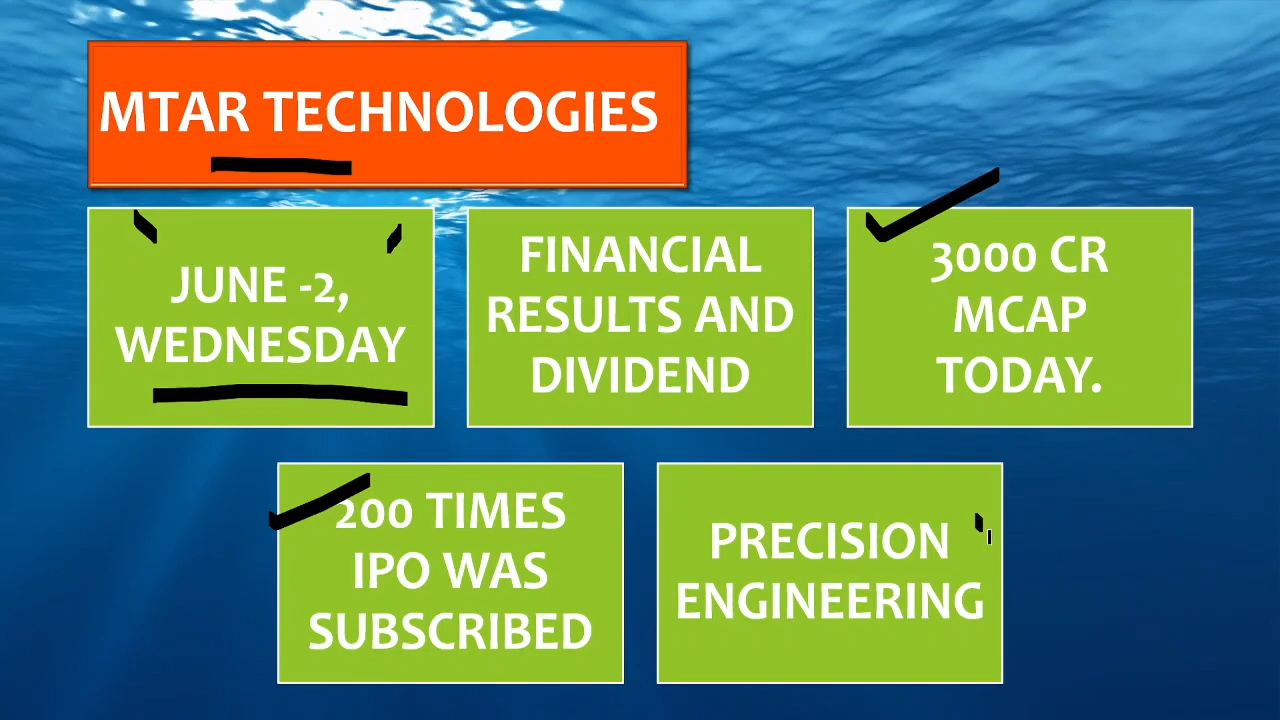 MTAR TECHNOLOGIES
JUNE -2,
WEDNESDAY
FINANCIAL
RESULTS AND
DIVIDEND
3000 CR
MCAP
TODAY.
200 TIMES
IPO WAS
SUBSCRIBED
PRECISION
ENGINEERING